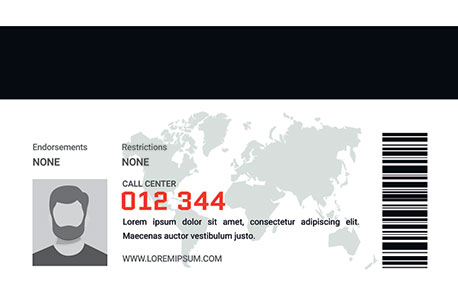 Endorsements
Restrictions
NONE
NONE
CALL CENTER
012 344
Lorem ipsum dolor sit amet, consectetur adipiscing elit.
Maecenas auctor vestibulum justo.
WWW.LOREMIPSUM.COM